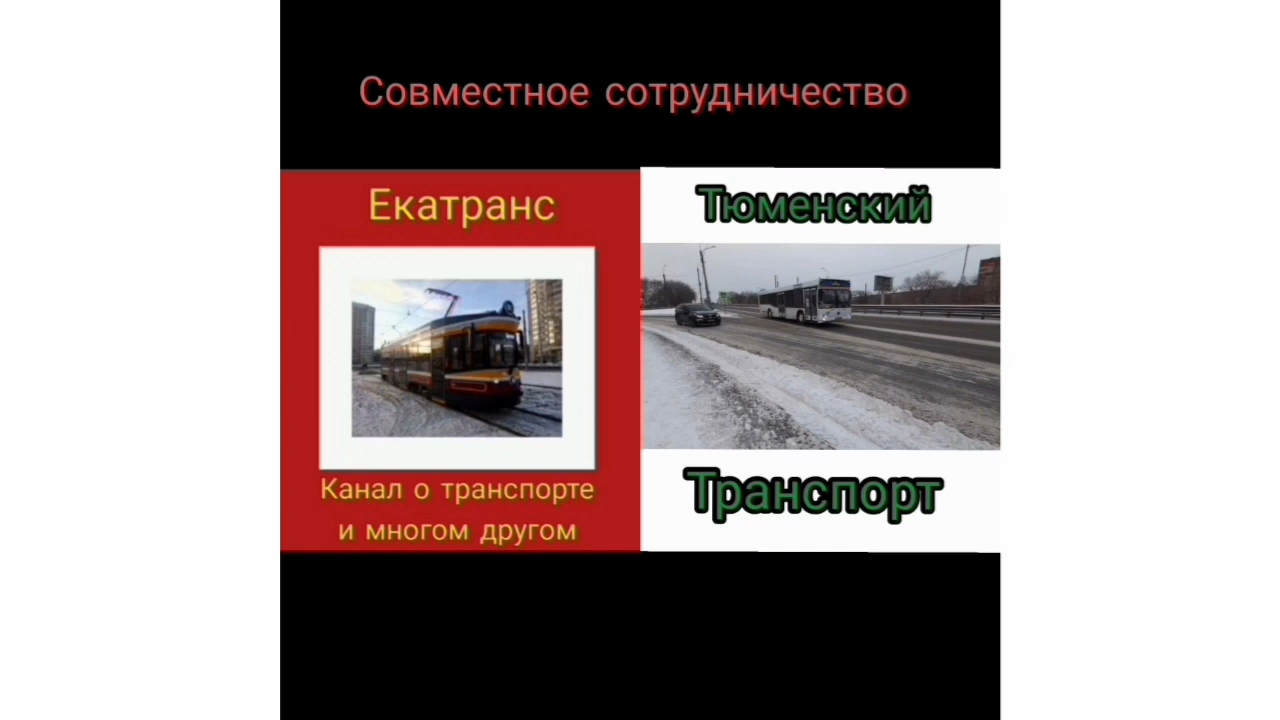 Совместное сотрудничество
Екатранс
Канал о транспорте
и многом другом
Тюменский
Транспорт